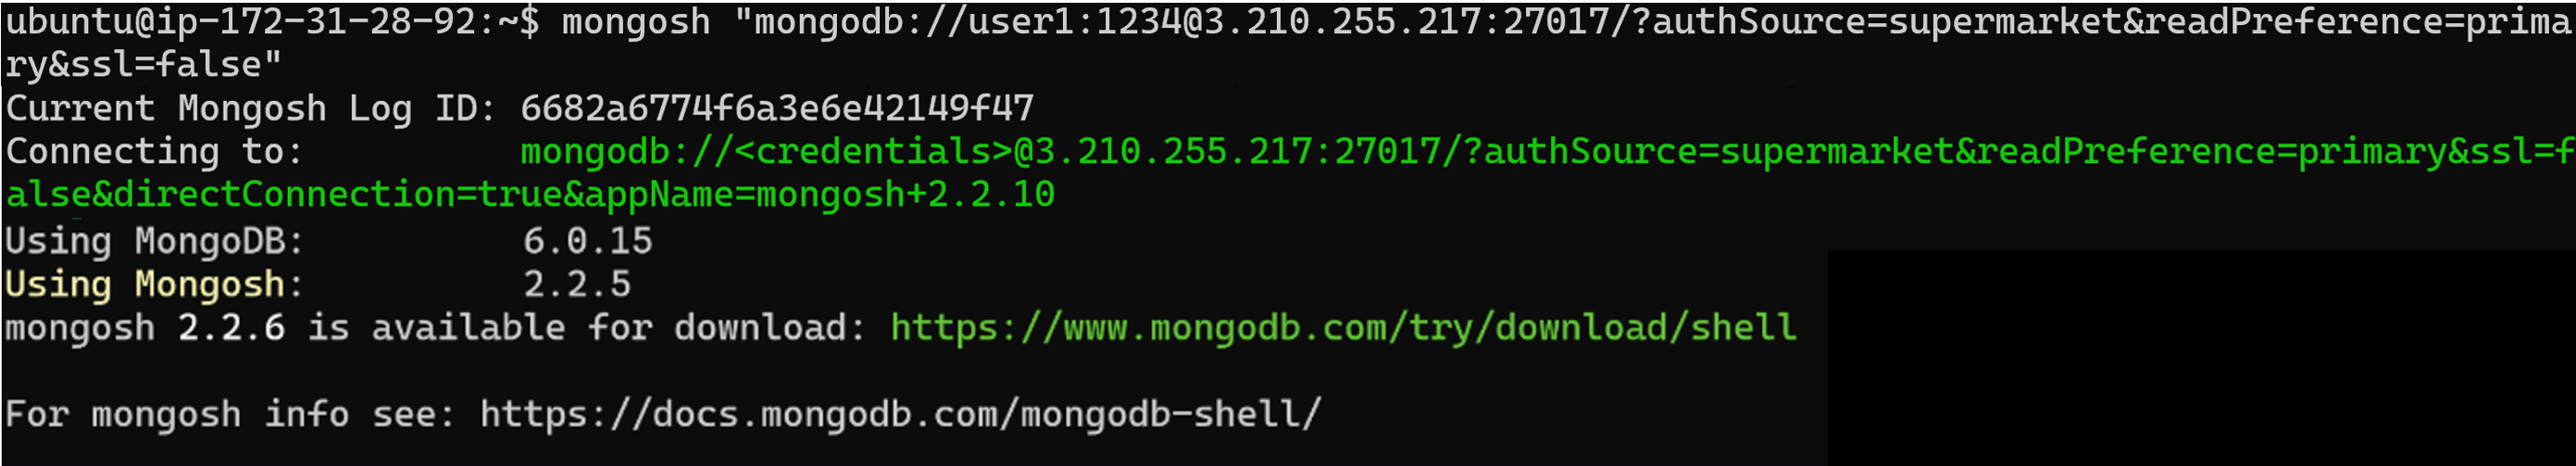 ubuntu@ip-172-31-28-92:~$ mongosh "mongodb://user1:1234@3.210.255.217:27017/?authSource=supermarket&readPreference=prima
ry&ssl=false"
Current Mongosh Log ID: 6682a6774f6a3e6e42149f47
Connecting to: mongodb://<credentials>@3.210.255.217:27017/?authSource=supermarket&readPreference=primary&ssl=f
alse&directConnection=true&appName=mongosh+2.2.10
Using MongoDB: 6.0.15
Using Mongosh: 2.2.5
mongosh 2.2.6 is available for download: https://www.mongodb.com/try/download/shell
For mongosh info see: https://docs.mongodb.com/mongodb-shell/